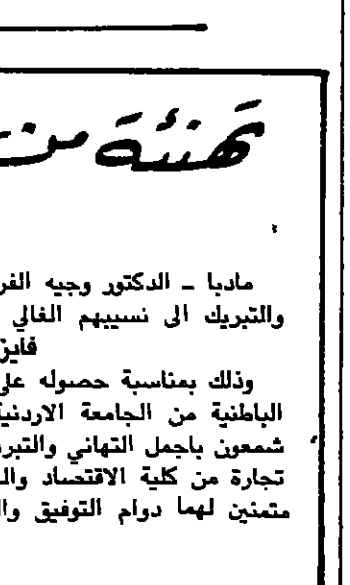 تهنئة من
مادبا - الدكتور وجيه الفر
والتبريك الى نسيبهم الغالي
فايز
وذلك بمناسبة حصوله على
الباطنية من الجامعة الاردنية
شمعون باجمل التهاني والتبر
تجارة من كلية الاقتصاد وال
متمنين لهما دوام التوفيق وال